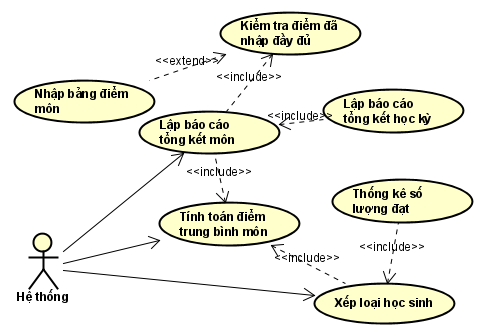 Kiểm tra điểm đã
nhập đầy đủ
<<extend>>
<<include>>
Nhập bảng điểm
môn
Lập báo cáo
tổng kết môn
<<include>>
Lập báo cáo
tổng kết học kỳ
<<include>>
Thống kê số
lượng đạt
Tính toán điểm
trung bình môn
<<include>>
<<include>>
Hệ thống
Xếp loại học sinh